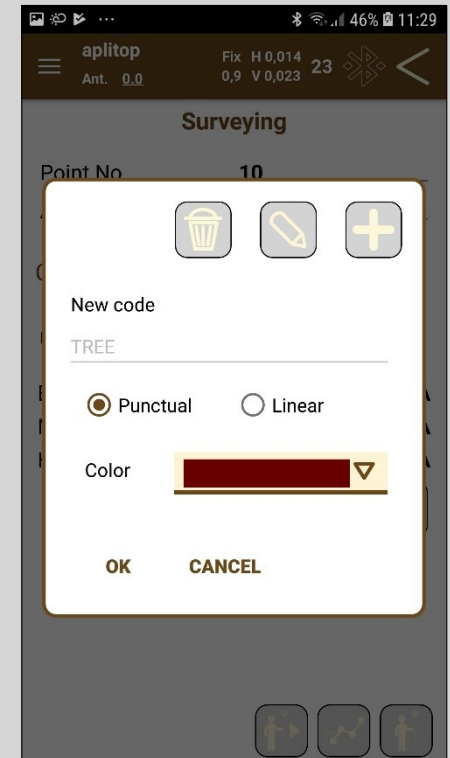 ... 46% 11:29
aplitop Fix H 0,014 23
Ant. 0.0 0,9 V 0,023
Surveying
Point No 10
New code
TREE
Punctual Linear
Color
OK CANCEL